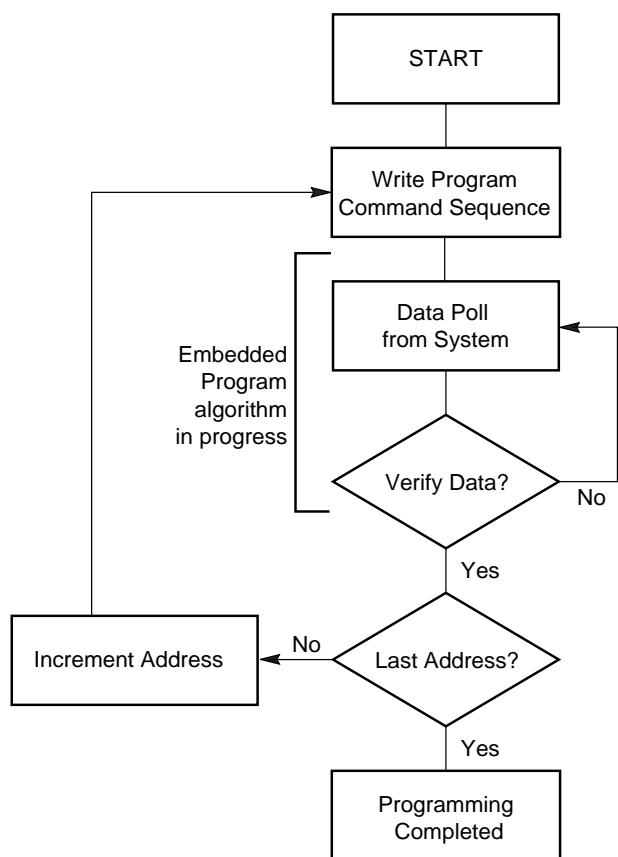 START
Write Program
Command Sequence
Data Poll
from System
Embedded
Program
algorithm
in progress
Verify Data?
No
Yes
Increment Address
No
Last Address?
Yes
Programming
Completed